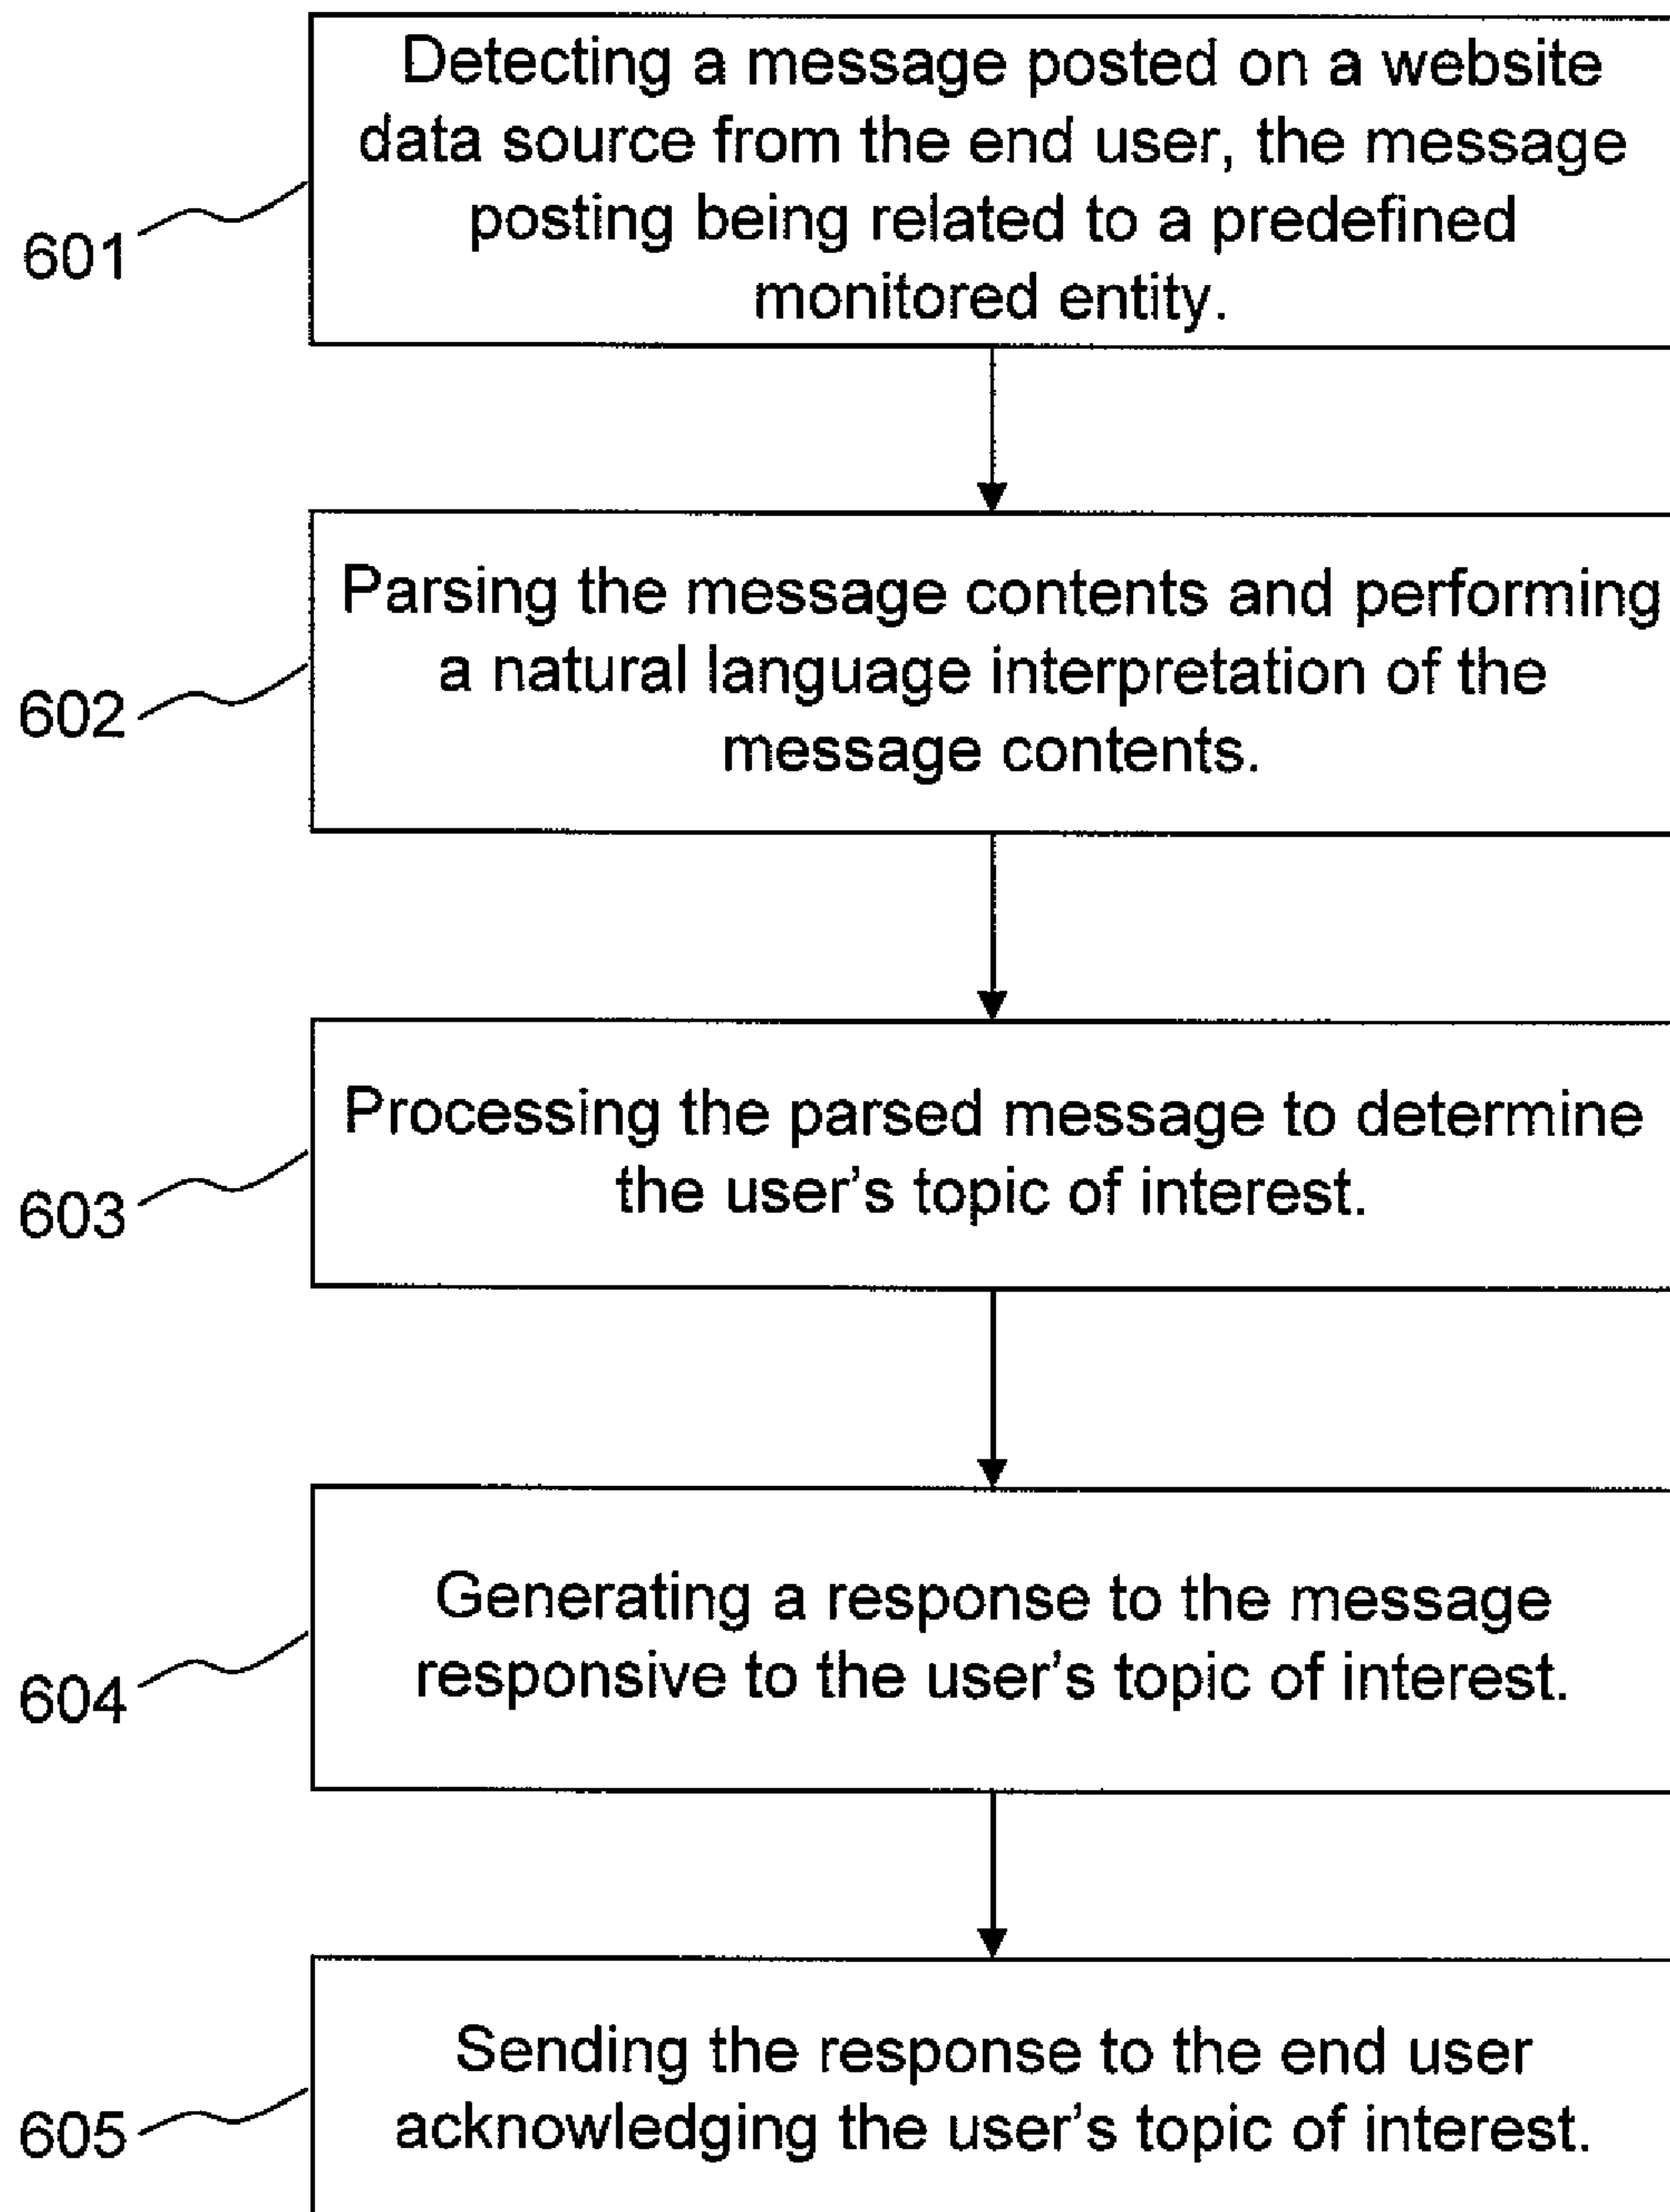 Detecting a message posted on a website
data source from the end user, the message
posting being related to a predefined
monitored entity.
601
Parsing the message contents and performing
a natural language interpretation of the
message contents.
602
Processing the parsed message to determine
the user's topic of interest.
603
Generating a response to the message
responsive to the user's topic of interest.
604
Sending the response to the end user
acknowledging the user's topic of interest.
605